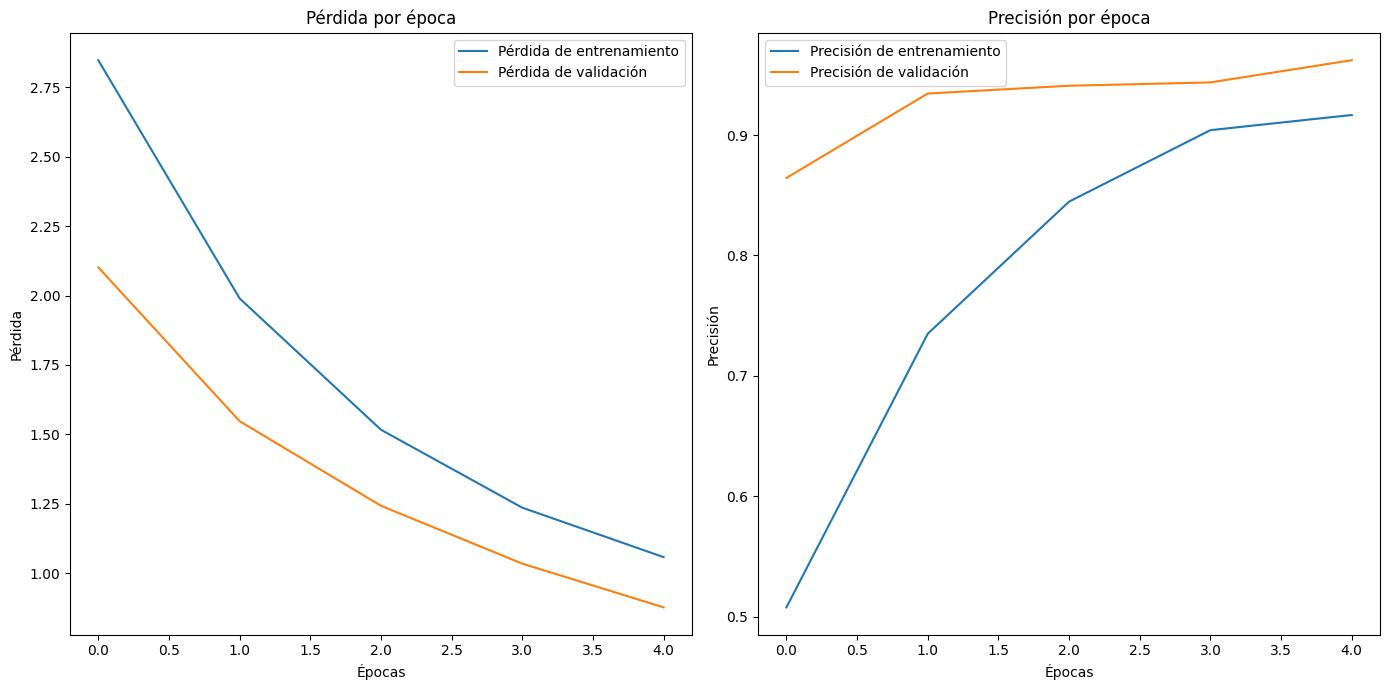 Pérdida por época
Pérdida de entrenamiento
Pérdida de validación
2.75
2.50
2.25
2.00
1.75
1.50
1.25
1.00
Pérdida
0.0 0.5 1.0 1.5 2.0 2.5 3.0 3.5 4.0
Épocas
Precisión por época
Precisión de entrenamiento
Precisión de validación
0.9
0.8
0.7
0.6
0.5
Precisión
0.0 0.5 1.0 1.5 2.0 2.5 3.0 3.5 4.0
Épocas